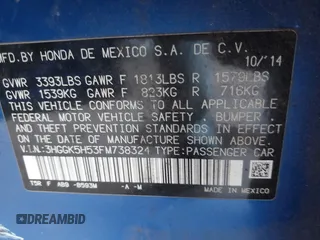 MFD.BY HONDA DE MEXICO S.A. DE C.V.
10/'14
GVWR 3393LBS GAWR F 1813LBS R 1579LBS
GVWR 1539KG GAWR F 823KG R 716KG
THIS VEHICLE CONFORMS TO ALL APPLICABLE
FEDERAL MOTOR VEHICLE SAFETY, BUMPER,
AND THEFT PREVENTION STANDARDS IN EFFECT
ON THE DATE OF MANUFACTURE SHOWN ABOVE.
V.I.N:3HGGK5H53FM738324 TYPE:PASSENGER CAR
T5R F -B593M -A -M
MADE IN MEXICO